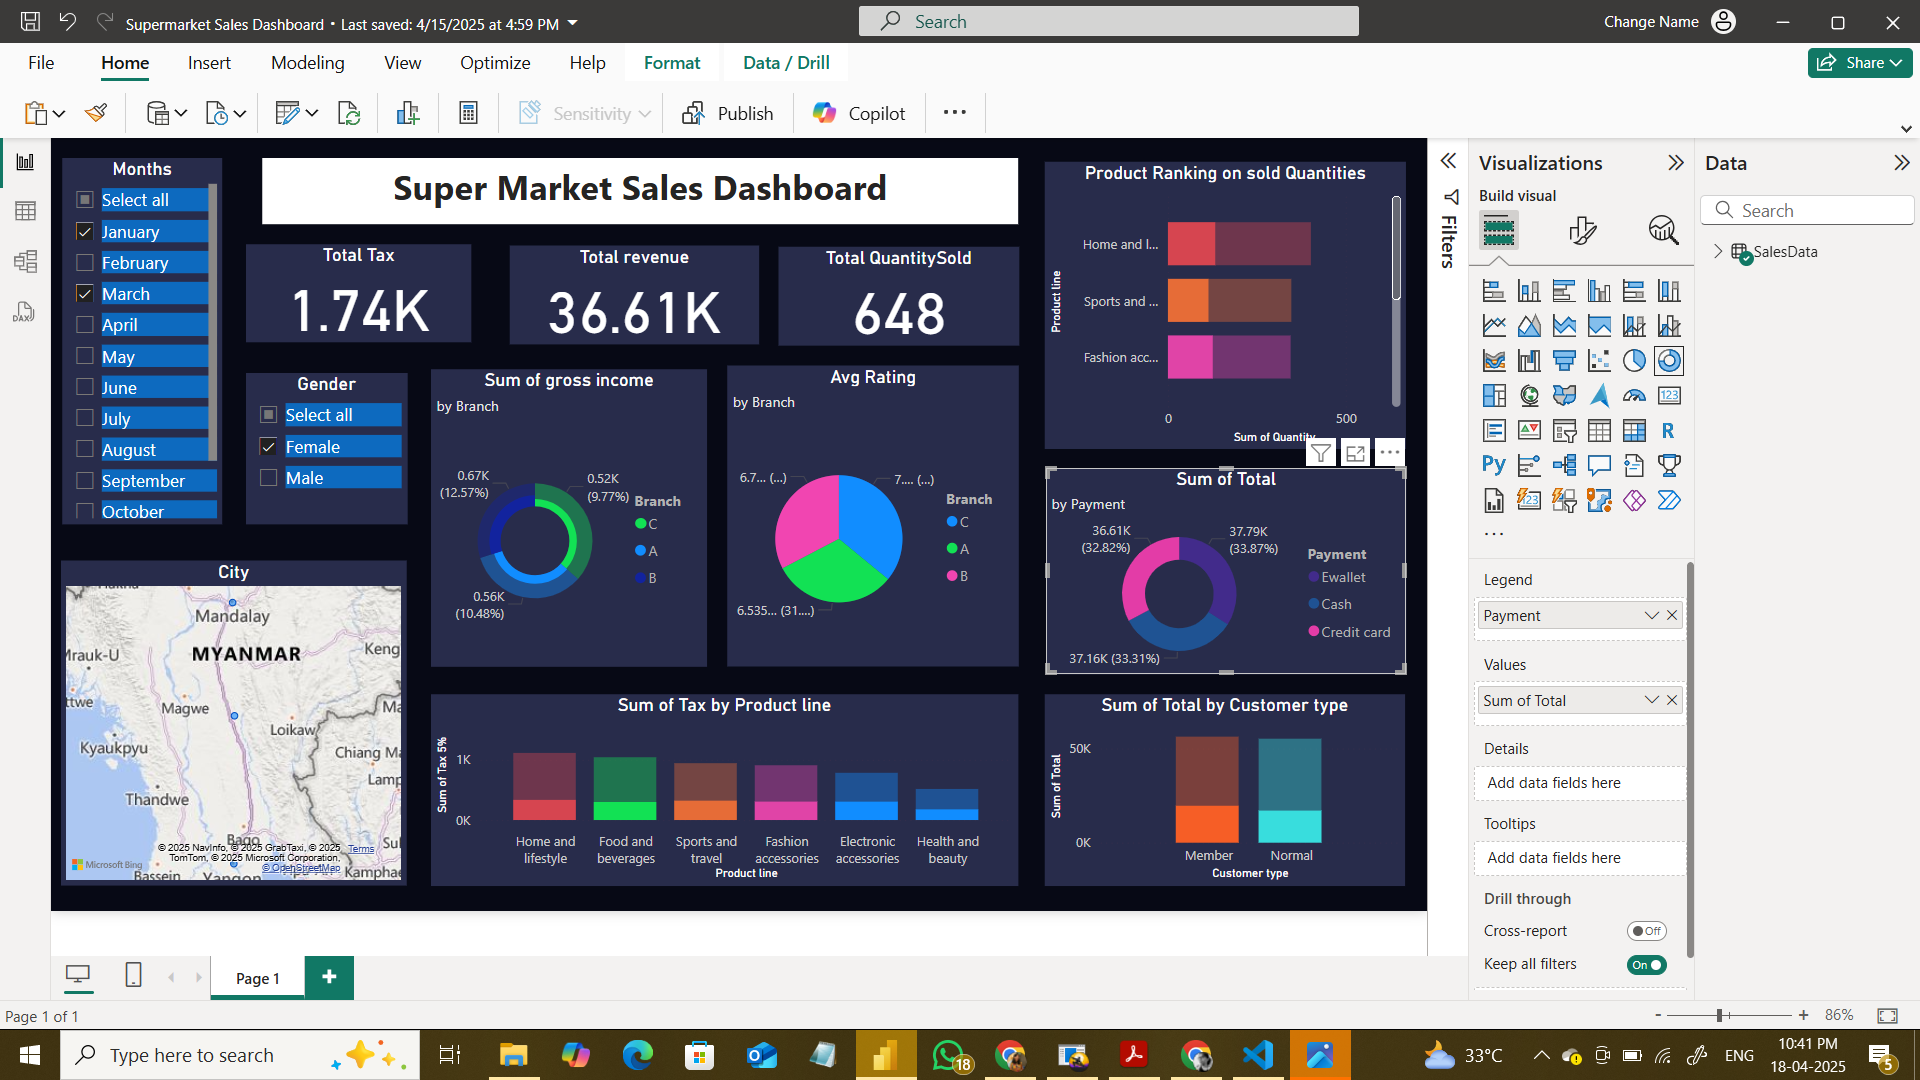 Supermarket Sales Dashboard • Last saved: 4/15/2025 at 4:59 PM
Search
Change Name
File
Home
Insert
Modeling
View
Optimize
Help
Format
Data / Drill
Share
Sensitivity
Publish
Copilot
Months
Select all
January
February
March
April
May
June
July
August
September
October
Super Market Sales Dashboard
Total Tax
1.74K
Total revenue
36.61K
Total QuantitySold
648
Gender
Select all
Female
Male
Sum of gross income
by Branch
0.67K
(12.57%)
0.52K
(9.77%)
0.56K
(10.48%)
Branch
C
A
B
Avg Rating
by Branch
6.7... (...)
7.... (...)
6.535... (31....)
Branch
C
A
B
Product Ranking on sold Quantities
Product line
Home and l...
Sports and ...
Fashion acc...
0
500
Sum of Quantity
Sum of Total
by Payment
36.61K
(32.82%)
37.79K
(33.87%)
37.16K (33.31%)
Payment
Ewallet
Cash
Credit card
City
Mandalay
MYANMAR
Mrauk-U
Keng
ttwe
Magwe
Loikaw
Ma
Kyaukpyu
Chiang Ma
Lamp
Thandwe
Bago
Sul
Kamphae
Bassein
Yangon
© 2025 NavInfo, © 2025 GrabTaxi, © 2025
TomTom, © 2025 Microsoft Corporation,
© OpenStreetMap
Terms
Microsoft Bing
Sum of Tax by Product line
Sum of Tax 5%
1K
0K
Home and
lifestyle
Food and
beverages
Sports and
travel
Fashion
accessories
Electronic
accessories
Health and
beauty
Product line
Sum of Total by Customer type
Sum of Total
50K
0K
Member
Normal
Customer type
Filters
Visualizations
Build visual
123
R
Py
123
...
Legend
Payment
Values
Sum of Total
Details
Add data fields here
Tooltips
Add data fields here
Drill through
Cross-report
Off
Keep all filters
On
Data
Search
SalesData
DAX
Page 1
+
Page 1 of 1
- + 86%
Type here to search
18
33°C
ENG
10:41 PM
18-04-2025
5